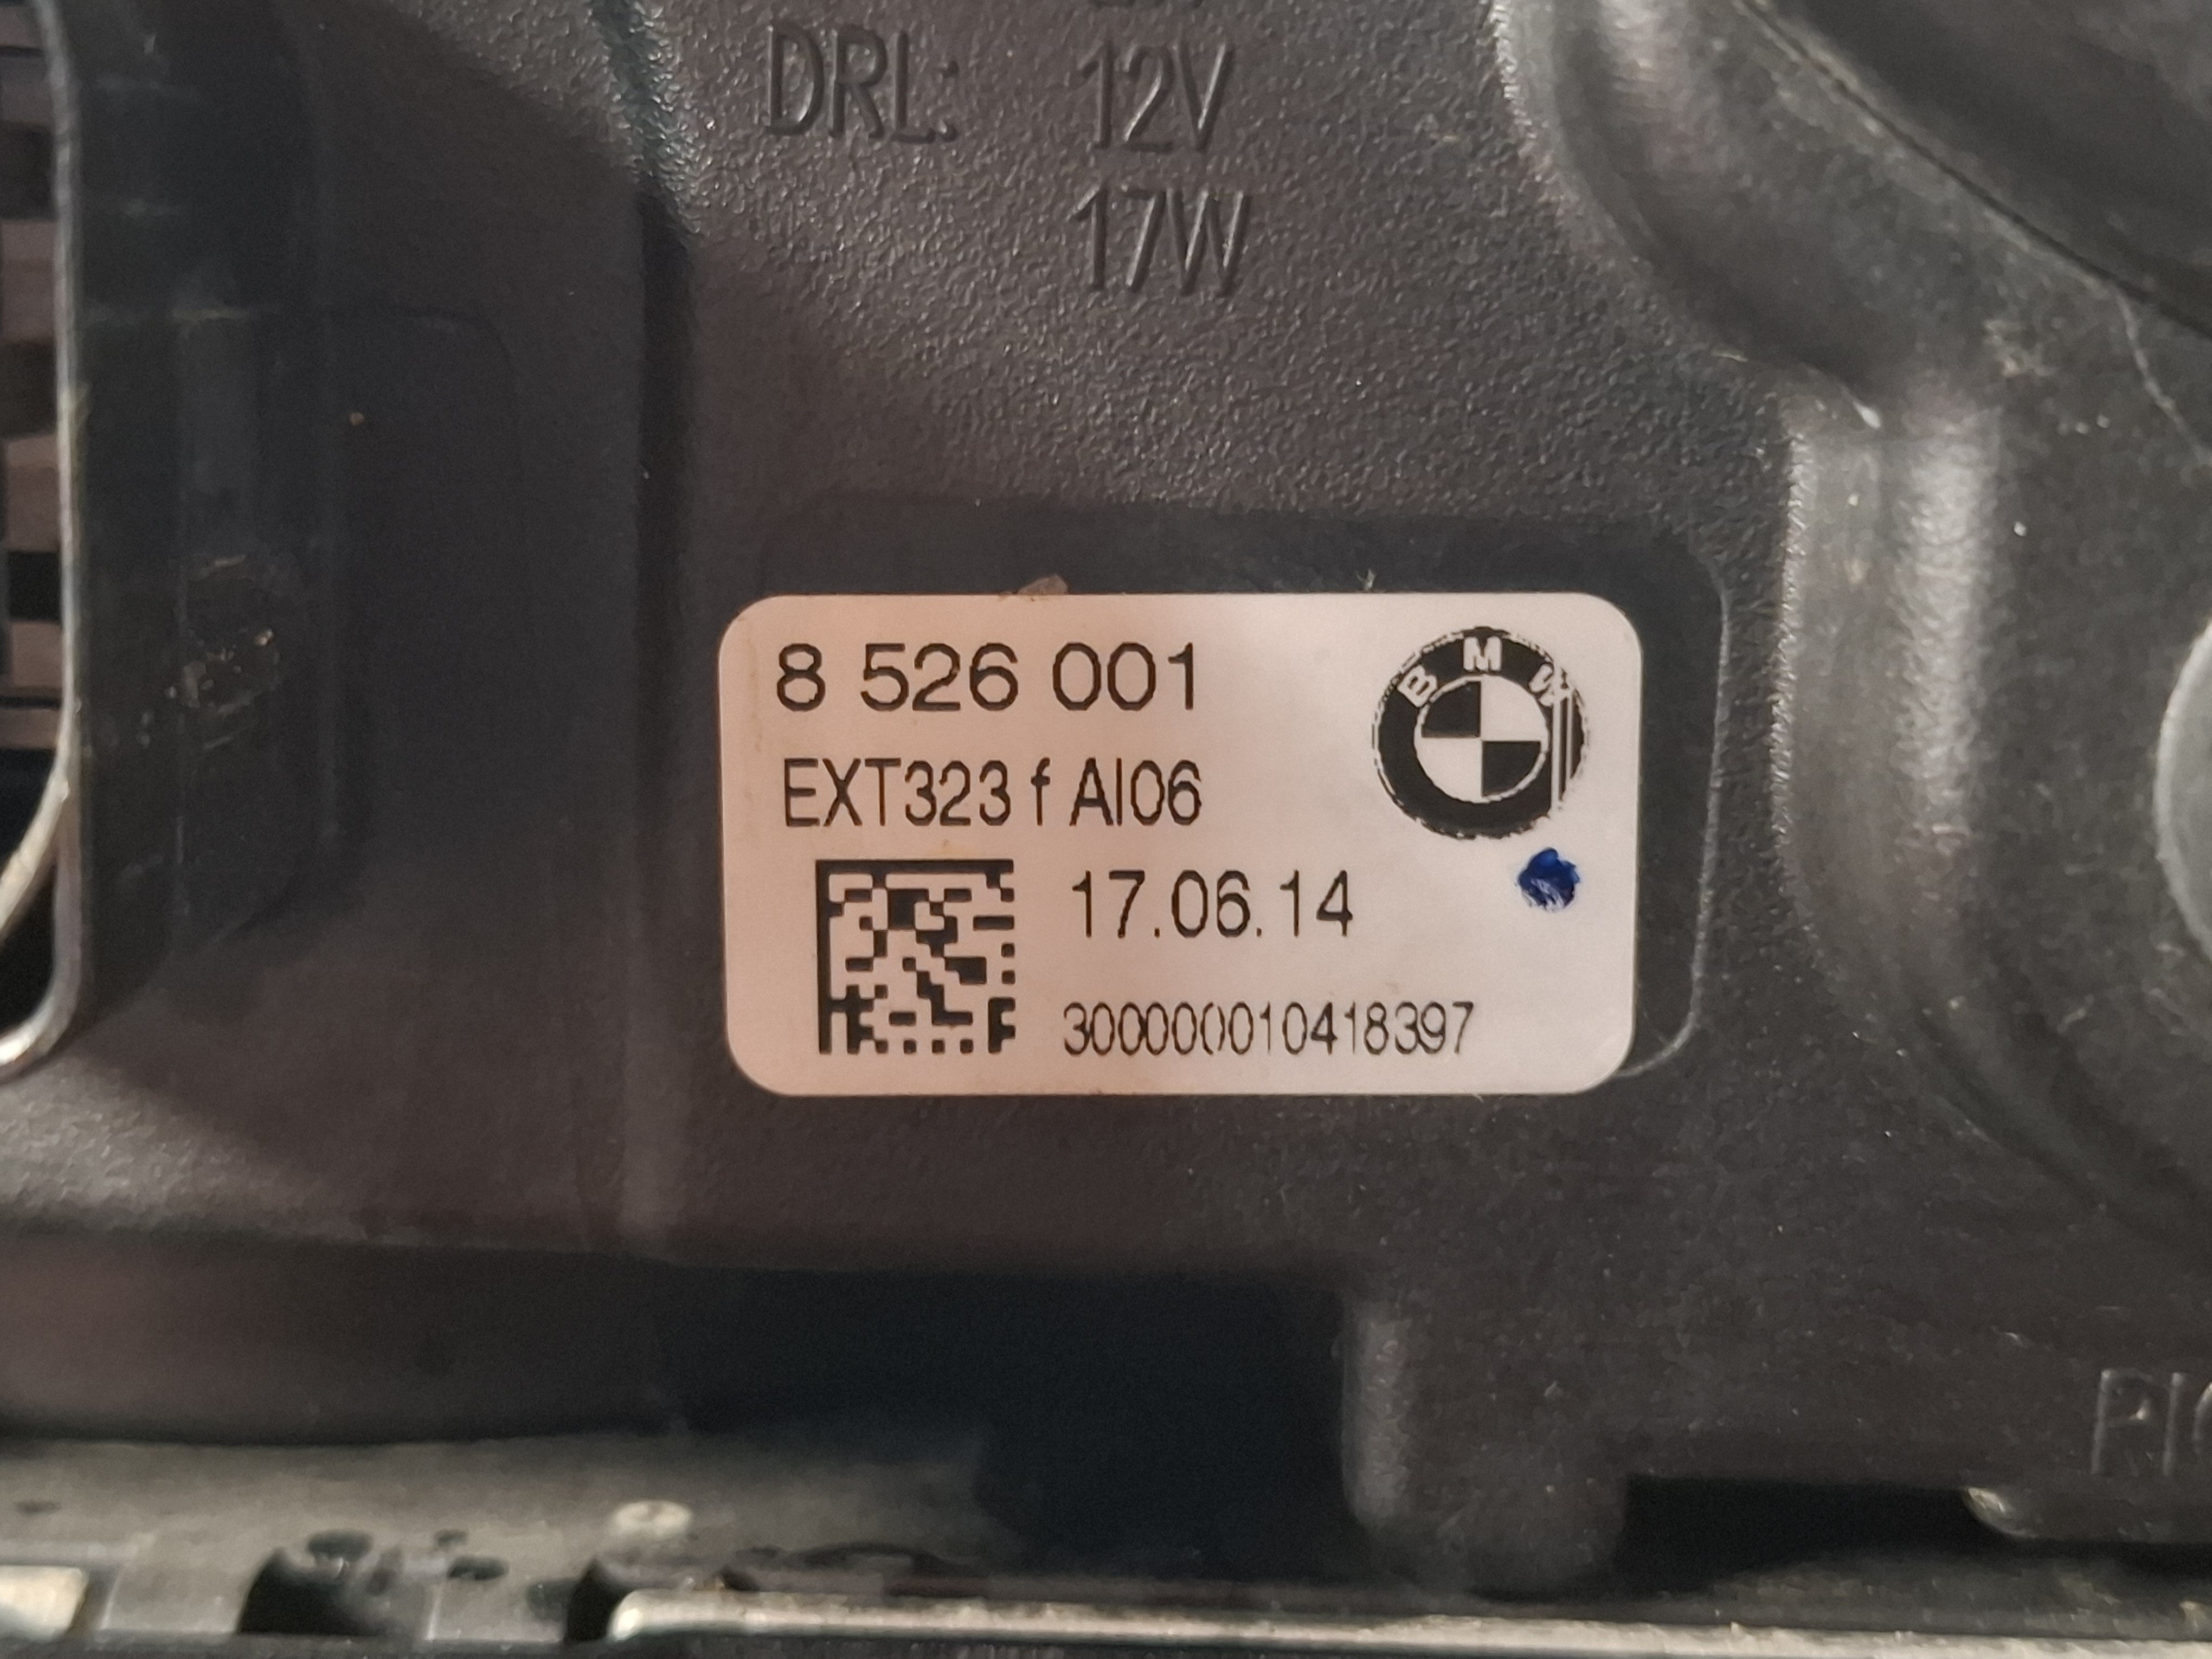 DRL: 12V
17W
8 526 001
BMW
EXT323 f AI06
17.06.14
300000010418397